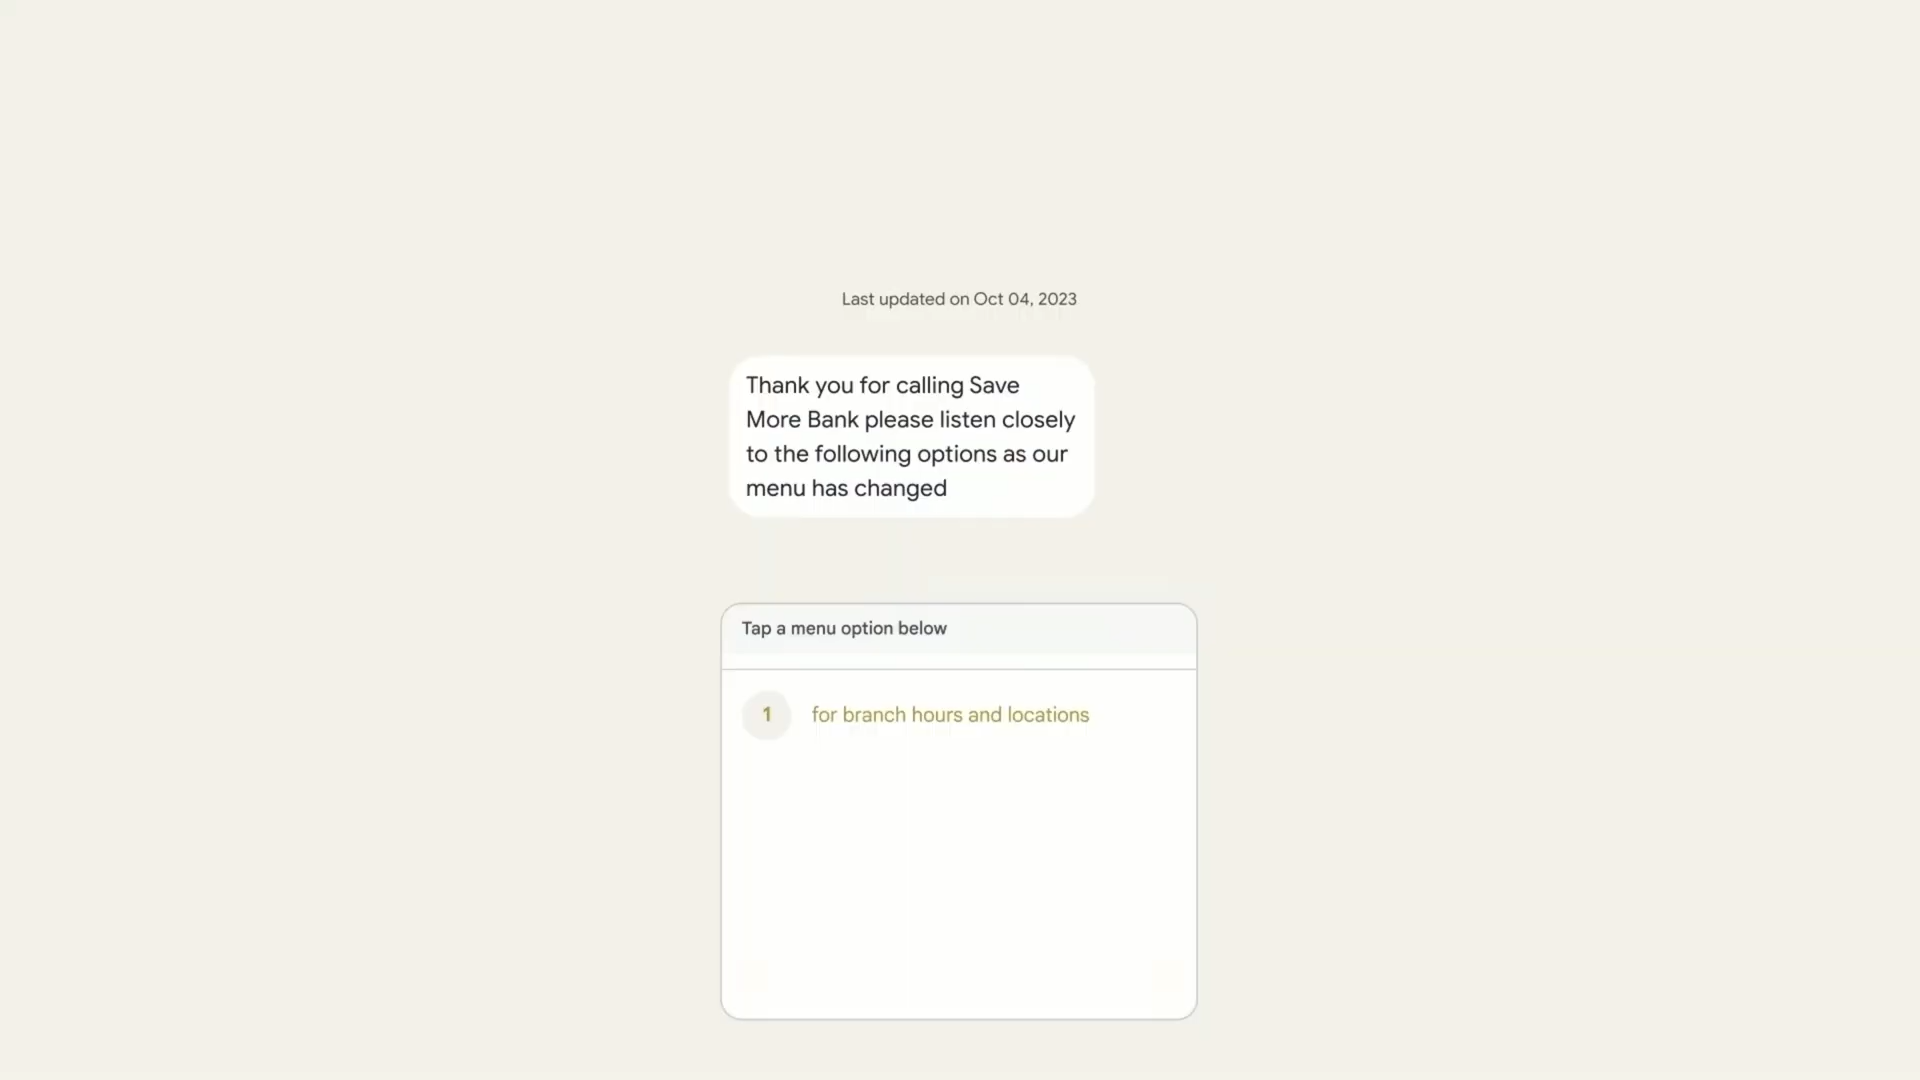 Last updated on Oct 04, 2023
Thank you for calling Save
More Bank please listen closely
to the following options as our
menu has changed
Tap a menu option below
1 for branch hours and locations